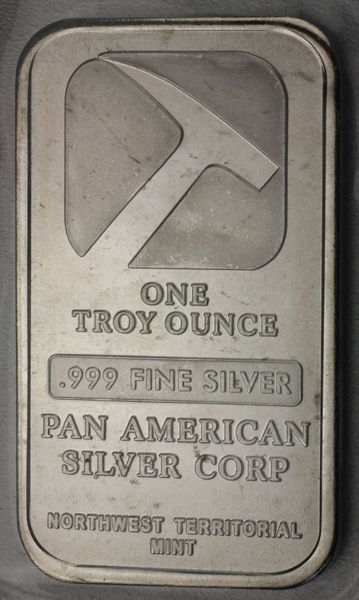 ONE
TROY OUNCE
.999 FINE SILVER
PAN AMERICAN
SILVER CORP
NORTHWEST TERRITORIAL
MINT